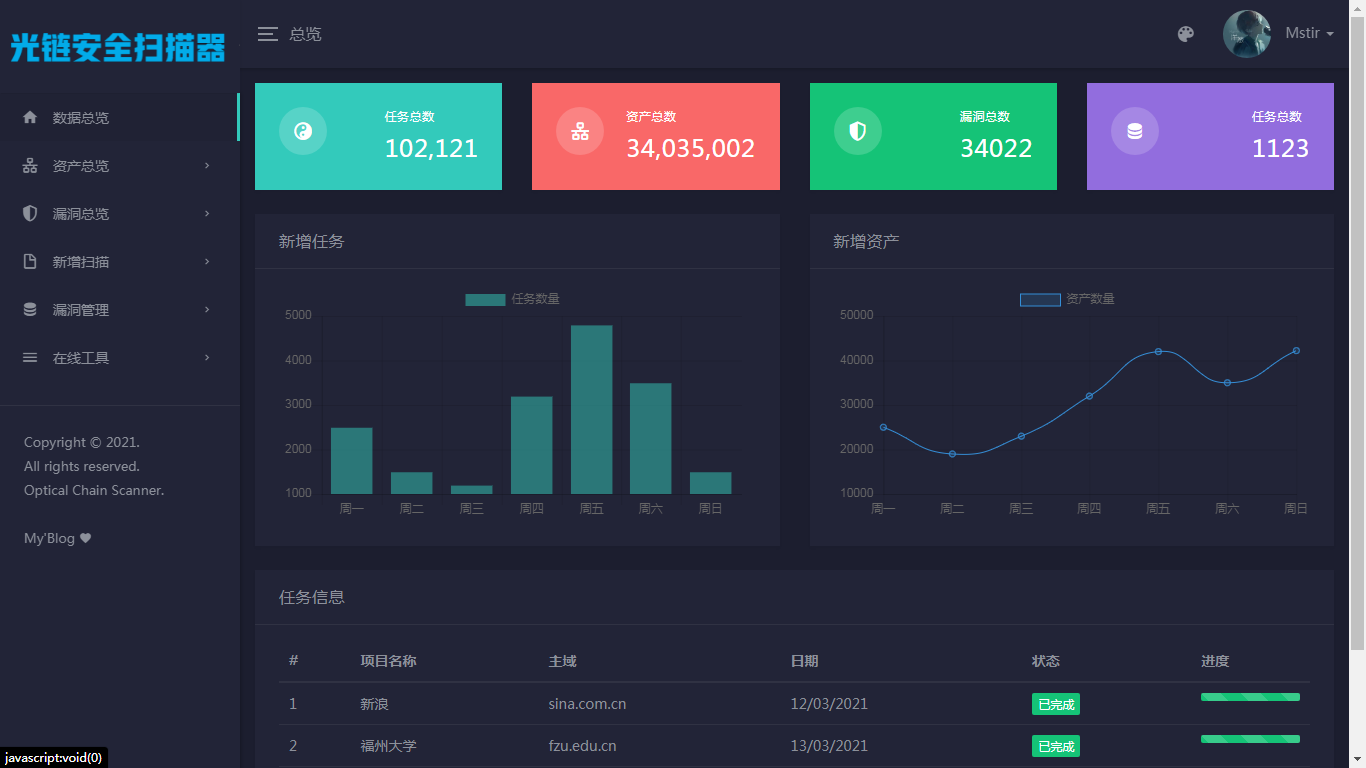 光链安全扫描器
总览
Mstir
数据总览
资产总览
漏洞总览
新增扫描
漏洞管理
在线工具
Copyright © 2021.
All rights reserved.
Optical Chain Scanner.
My'Blog
任务总数
102,121
资产总数
34,035,002
漏洞总数
34022
任务总数
1123
新增任务
任务数量
5000
4000
3000
2000
1000
周一 周二 周三 周四 周五 周六 周日
新增资产
资产数量
50000
40000
30000
20000
10000
周一 周二 周三 周四 周五 周六 周日
任务信息
# 项目名称 主域 日期 状态 进度
1 新浪 sina.com.cn 12/03/2021 已完成
2 福州大学 fzu.edu.cn 13/03/2021 已完成
javascript:void(0)